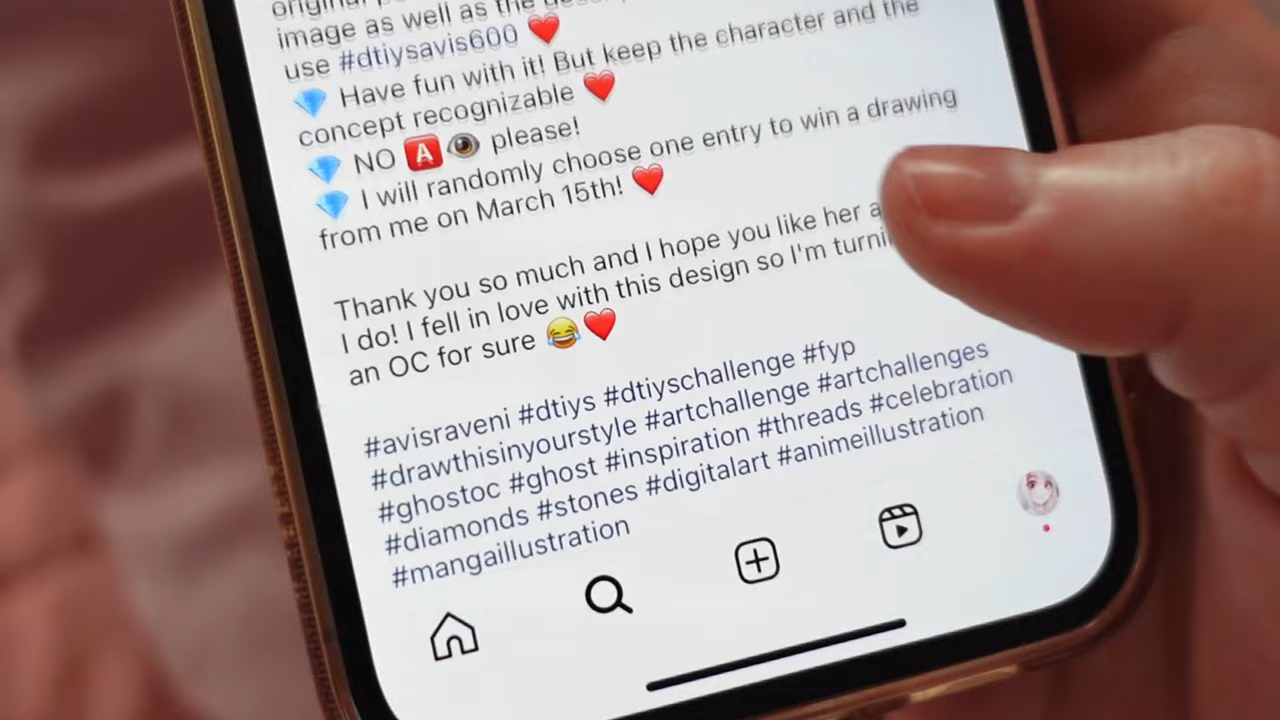 image as well as the
use #dtiysavis600 ❤️
💎 Have fun with it! But keep the character and the
concept recognizable ❤️
💎 NO 🅰️👁️ please!
💎 I will randomly choose one entry to win a drawing
from me on March 15th! ❤️
Thank you so much and I hope you like her
I do! I fell in love with this design so I'm
an OC for sure 😂❤️
#avisraveni #dtiys #dtiyschallenge #fyp
#drawthisinyourstyle #artchallenge #artchallenges
#ghostoc #ghost #inspiration #threads #celebration
#diamonds #stones #digitalart #animeillustration
#mangaillustration